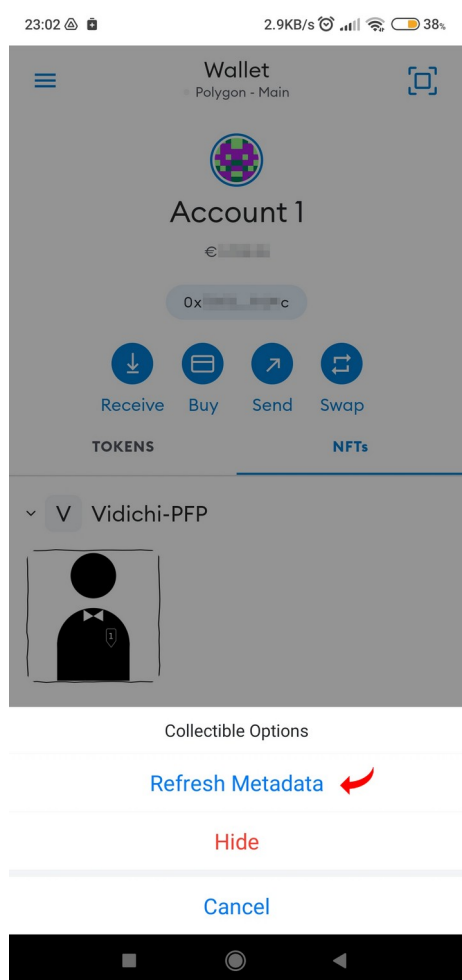 23:02 2.9KB/s 38%
Wallet
Polygon - Main
Account 1
€
0x c
Receive Buy Send Swap
TOKENS NFTs
V Vidichi-PFP
1
Collectible Options
Refresh Metadata
Hide
Cancel